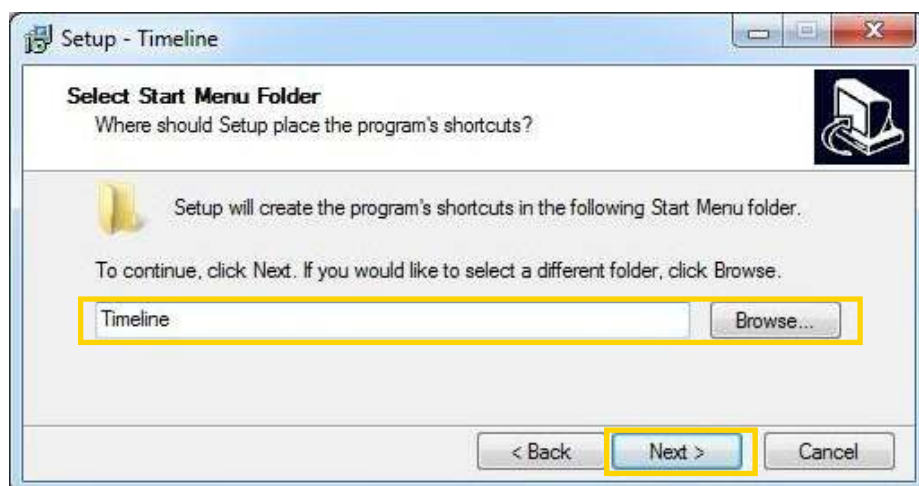 Setup - Timeline
Select Start Menu Folder
Where should Setup place the program's shortcuts?
Setup will create the program's shortcuts in the following Start Menu folder.
To continue, click Next. If you would like to select a different folder, click Browse.
Timeline Browse...
< Back Next > Cancel